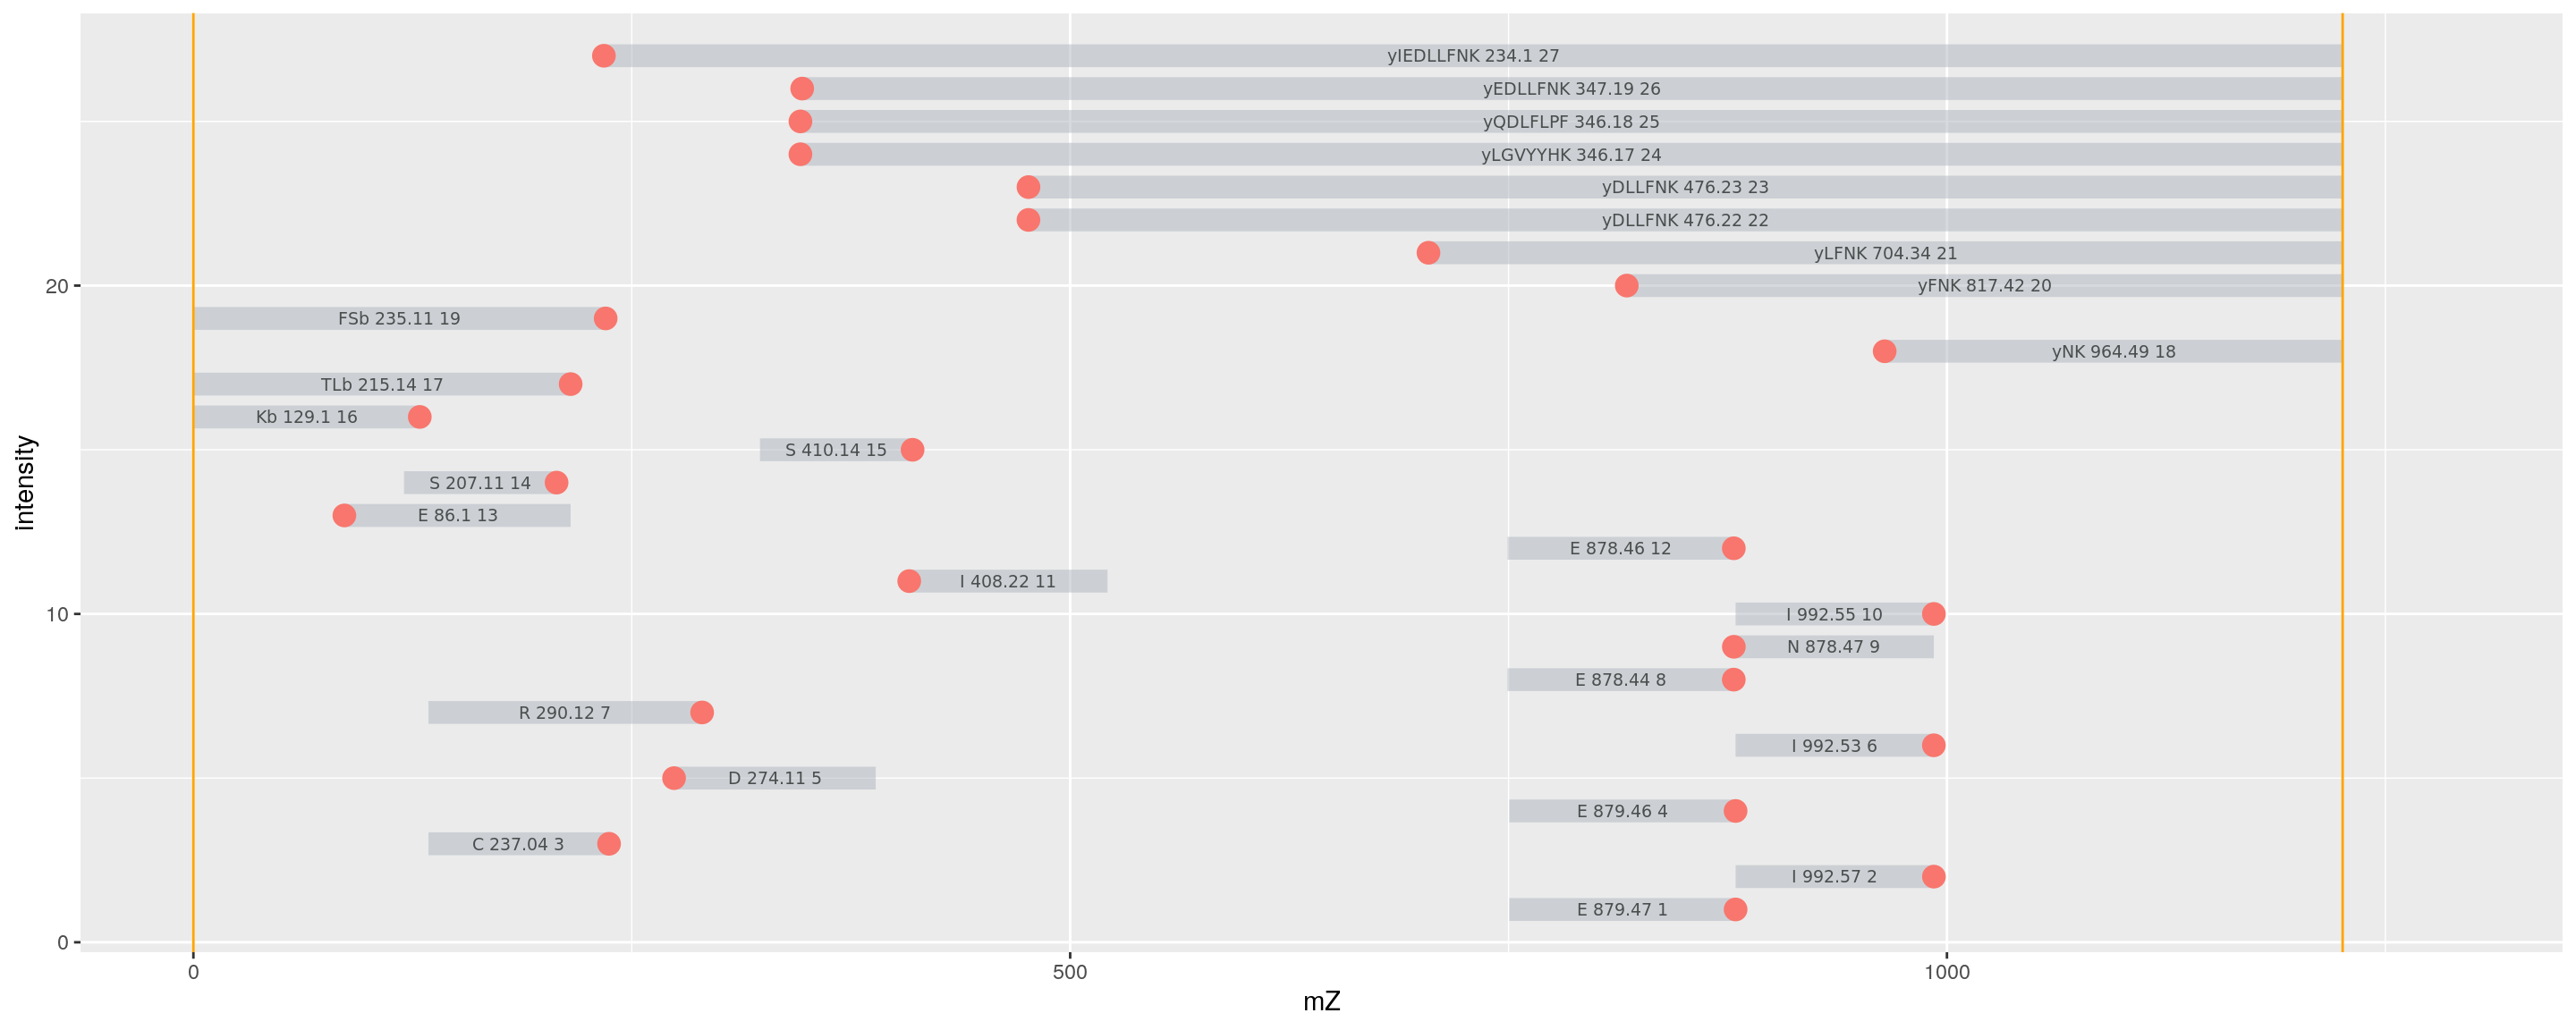 yIEDLLFNK 234.1 27
yEDLLFNK 347.19 26
yQDLFLPF 346.18 25
yLGVYYHK 346.17 24
yDLLFNK 476.23 23
yDLLFNK 476.22 22
yLFNK 704.34 21
20
yFNK 817.42 20
FSb 235.11 19
yNK 964.49 18
TLb 215.14 17
Kb 129.1 16
S 410.14 15
S 207.11 14
E 86.1 13
intensity
E 878.46 12
I 408.22 11
10
I 992.55 10
N 878.47 9
E 878.44 8
R 290.12 7
I 992.53 6
D 274.11 5
E 879.46 4
C 237.04 3
I 992.57 2
E 879.47 1
0
0
500
1000
mZ